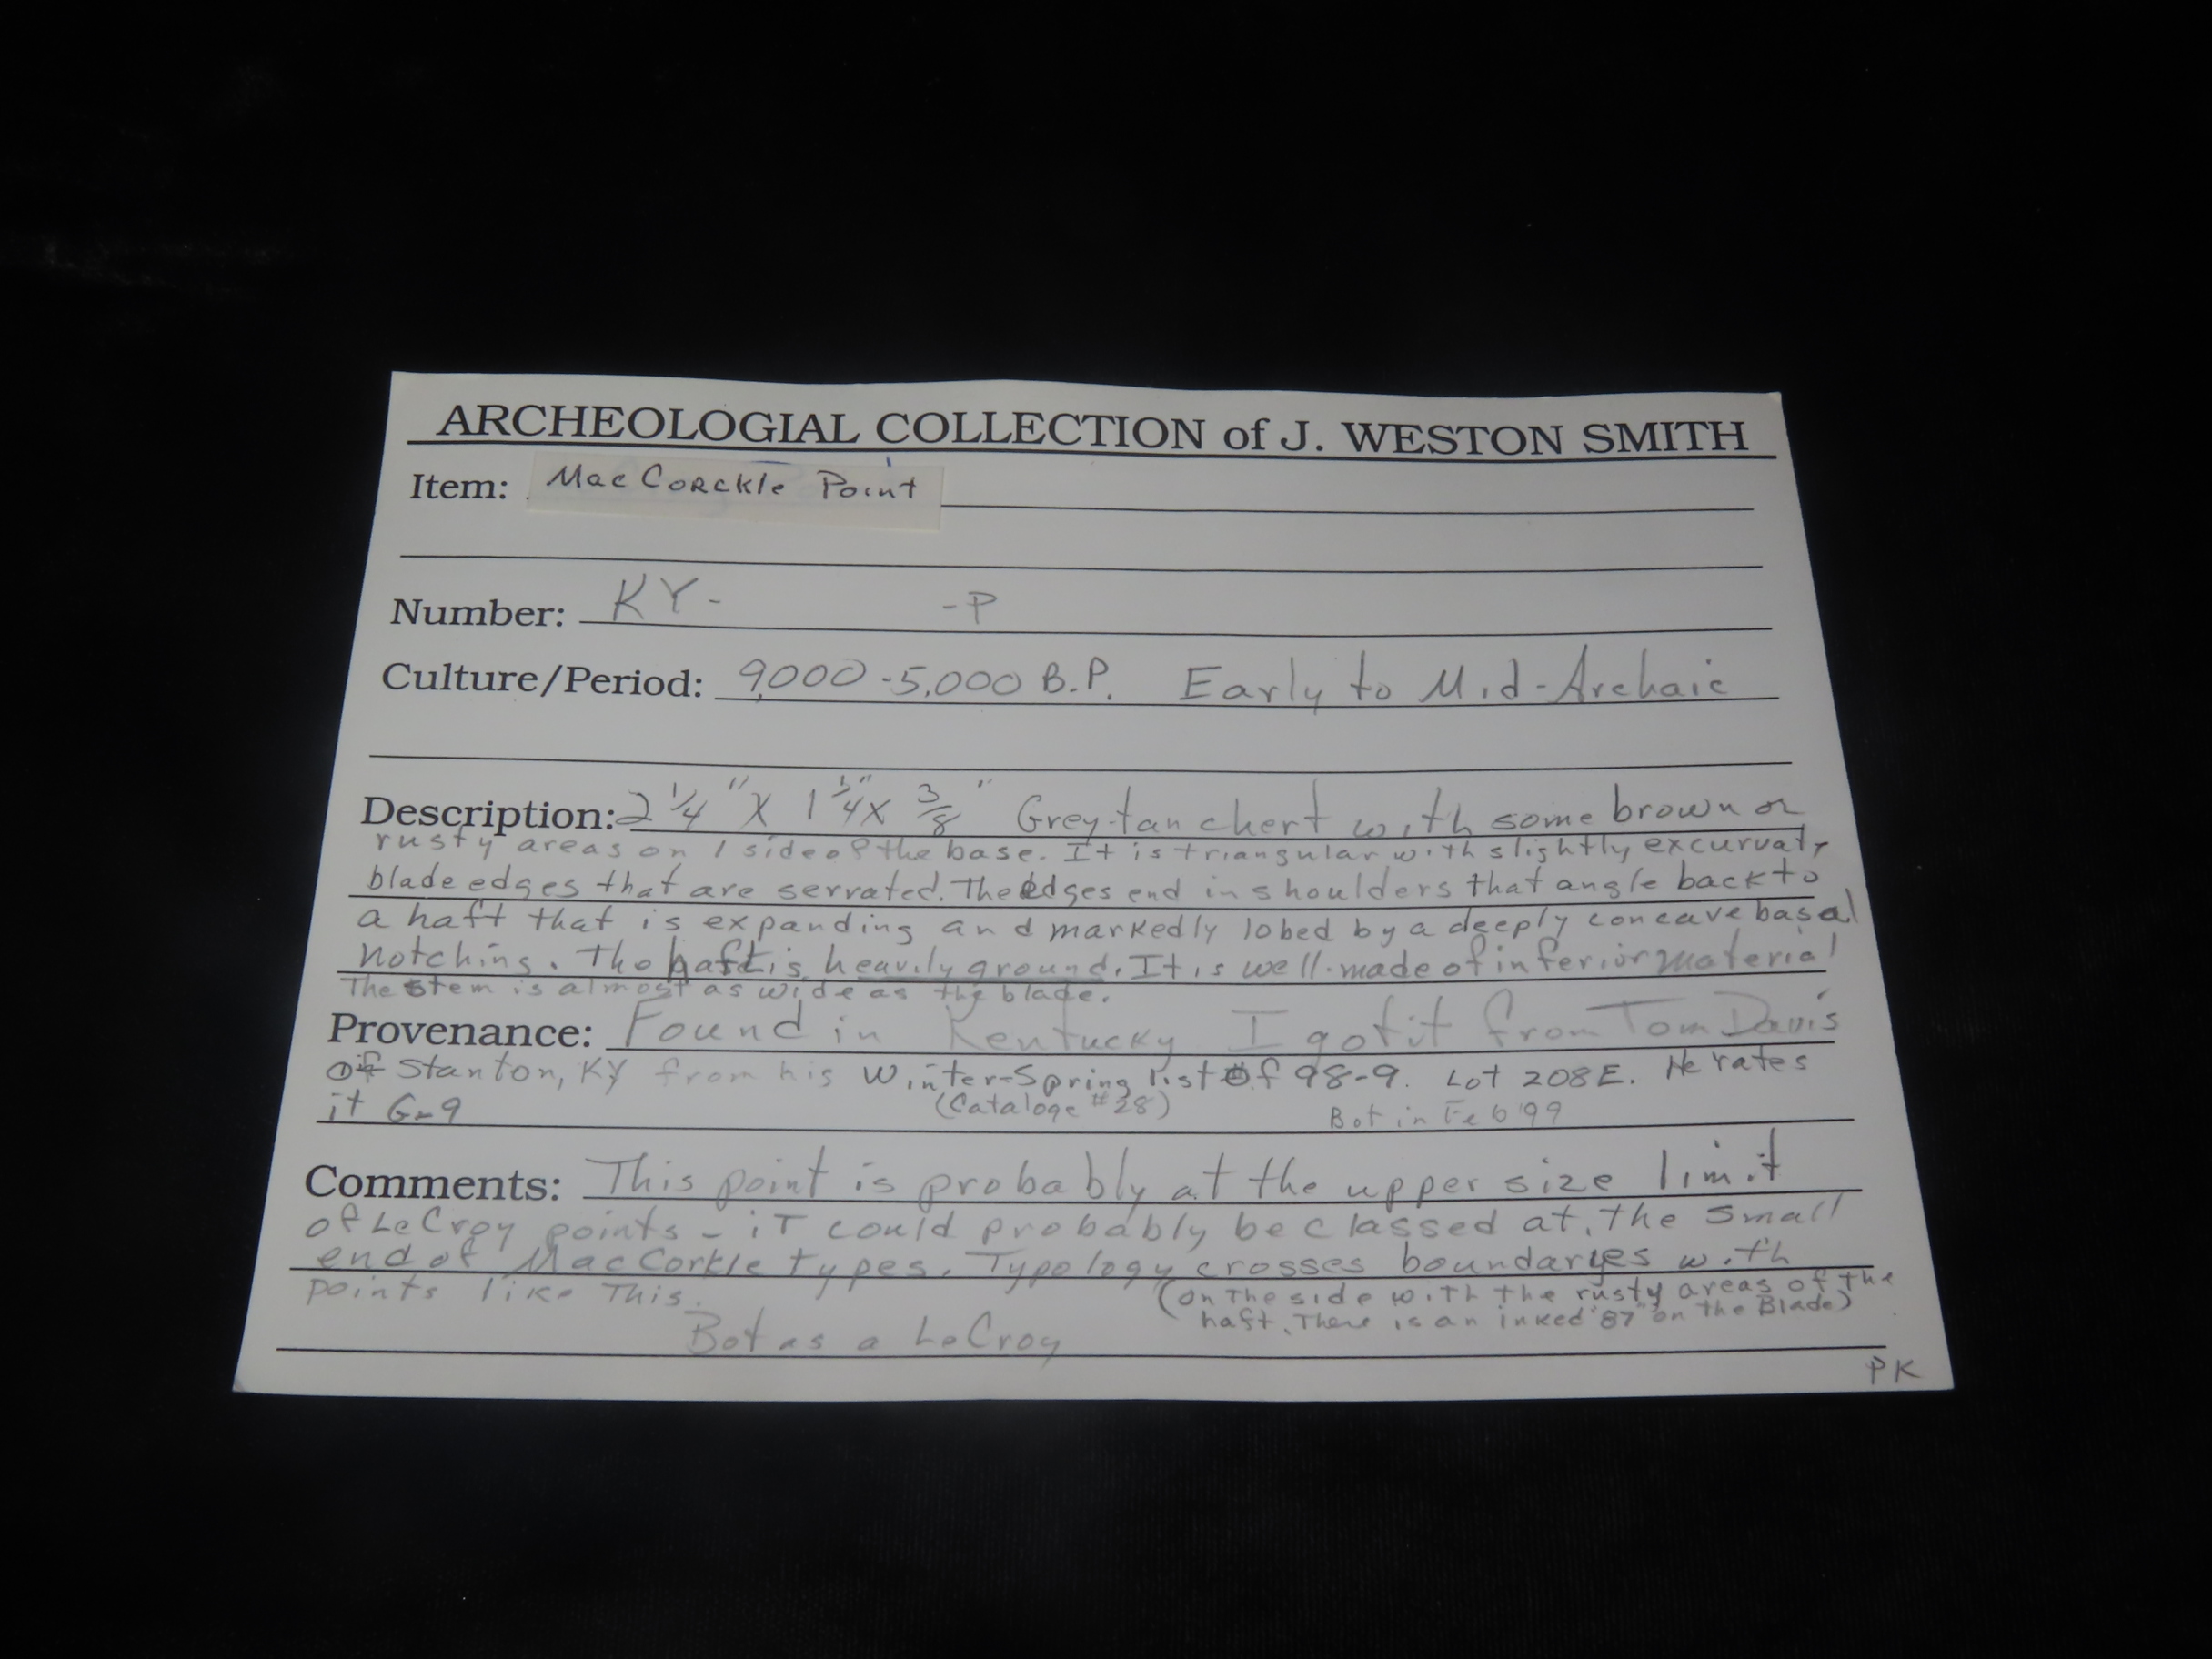 ARCHEOLOGIAL COLLECTION of J. WESTON SMITH
Item: Mac Corckle Point
Number: KY- -P
Culture/Period: 9,000-5,000 B.P. Early to Mid-Archaic
Description: 2 1/4" X 1 1/4" X 3/8" Grey-tan chert with some brown or
rusty areas on 1 side of the base. It is triangular with slightly excurvate
blade edges that are serrated. The edges end in shoulders that angle back to
a haft that is expanding and markedly lobed by a deeply concave basal
notching. The haft is heavily ground. It is well-made of inferior material
The stem is almost as wide as the blade.
Provenance: Found in Kentucky I got it from Tom Davis
of Stanton, KY from his Winter-Spring list of 98-9. Lot 208E. He rates
it G-9 (Cataloge #28) Bot in Feb '99
Comments: This point is probably at the upper size limit
of LeCroy points - it could probably be classed at the small
end of MacCorkle types. Typology crosses boundaries with
points like this. (on the side with the rusty areas of the
haft. There is an inked "87" on the Blade)
Bot as a LeCroy
PK